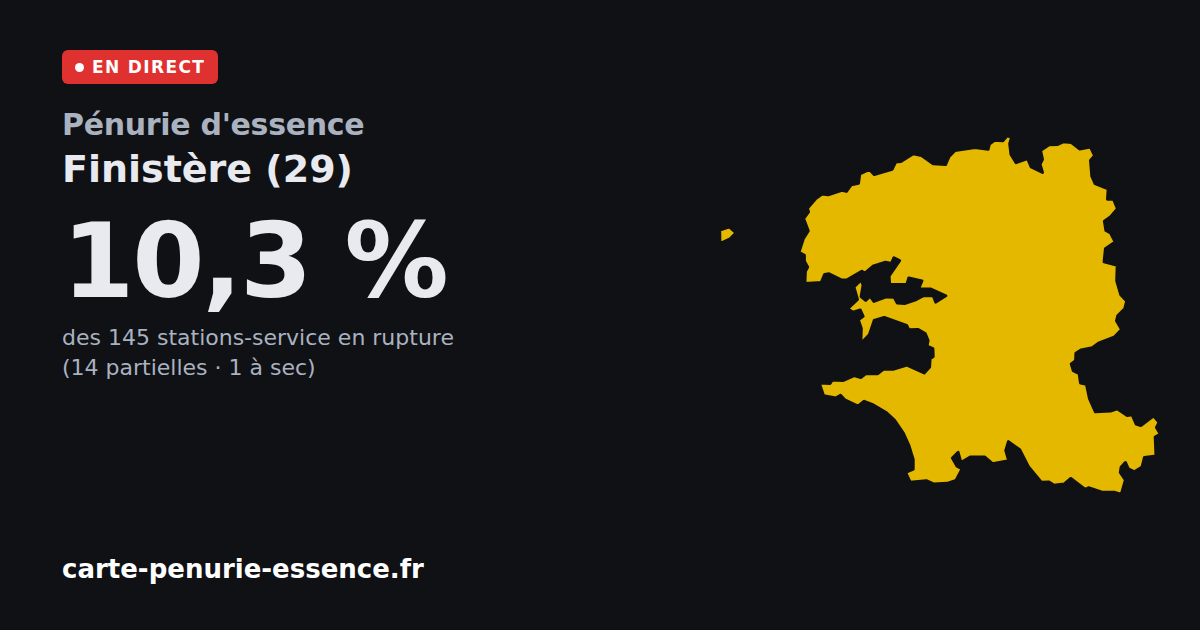 EN DIRECT
Pénurie d'essence
Finistère (29)
10,3 %
des 145 stations-service en rupture
(14 partielles · 1 à sec)
carte-penurie-essence.fr